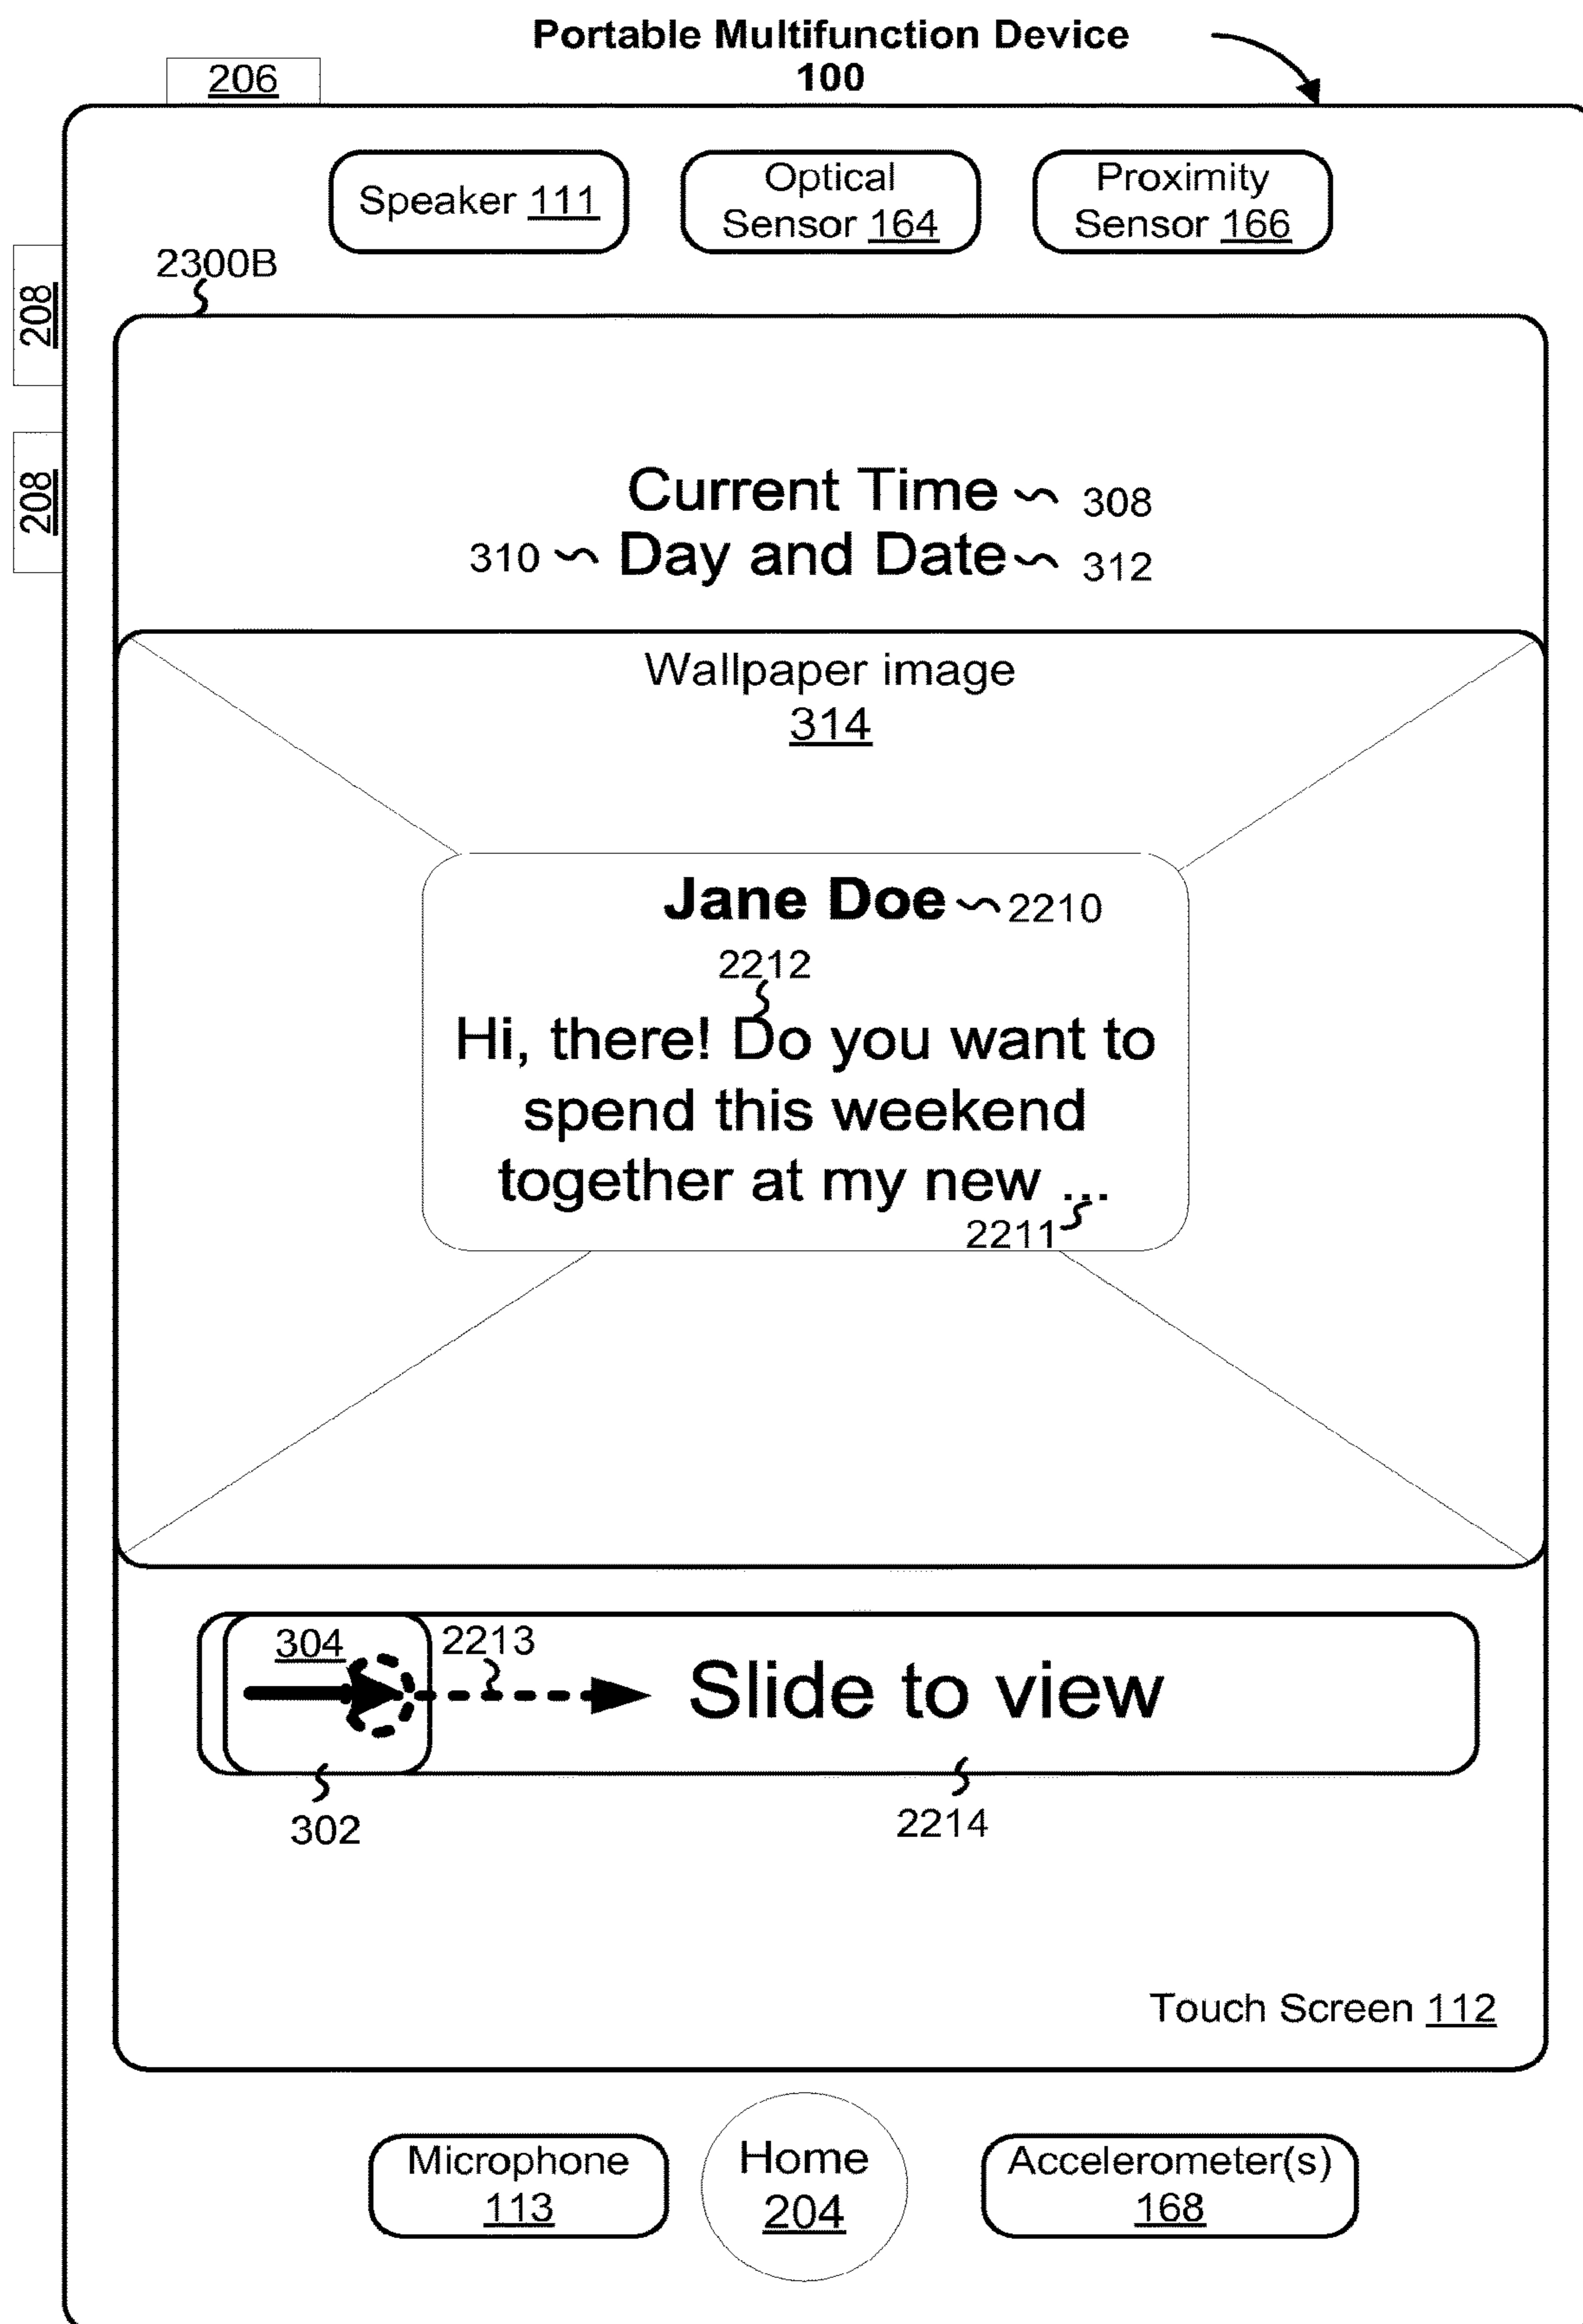 Portable Multifunction Device
100
206
Speaker 111
Optical
Sensor 164
Proximity
Sensor 166
2300B
208
208
Current Time 308
310 Day and Date 312
Wallpaper image
314
Jane Doe 2210
2212
Hi, there! Do you want to
spend this weekend
together at my new ...
2211
304 2213
Slide to view
302
2214
Touch Screen 112
Microphone
113
Home
204
Accelerometer(s)
168